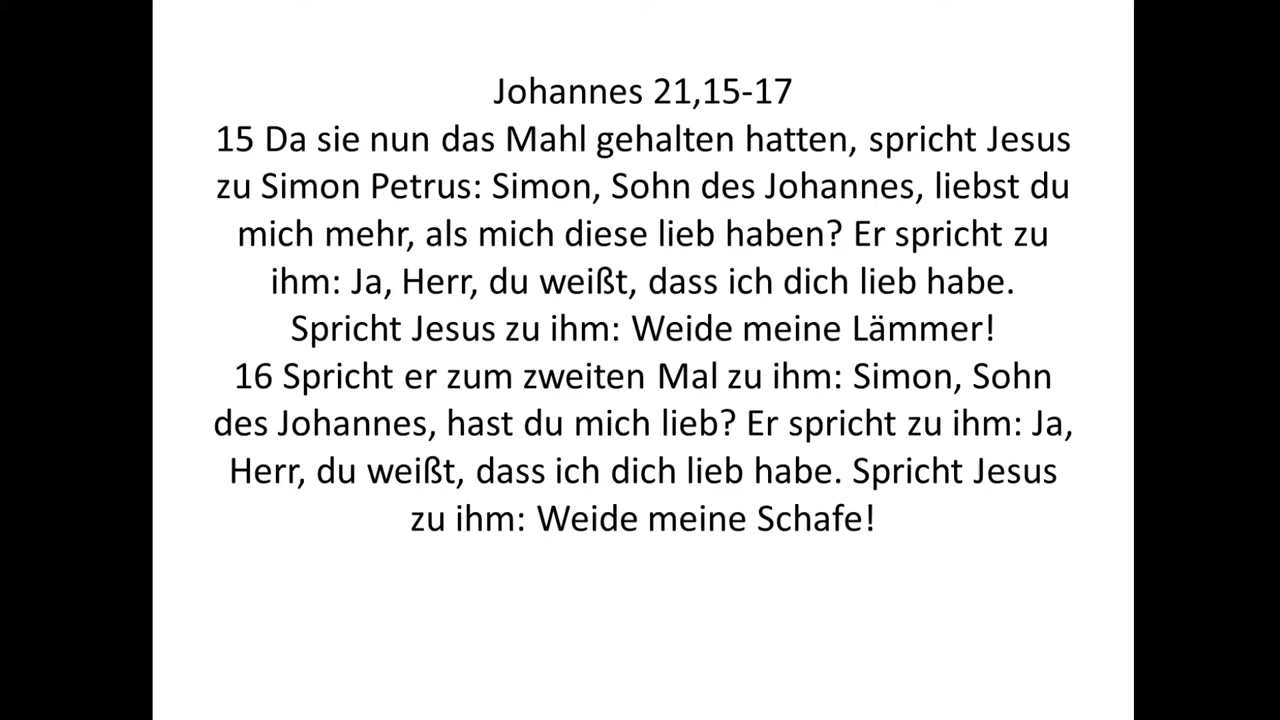 Johannes 21,15-17
15 Da sie nun das Mahl gehalten hatten, spricht Jesus
zu Simon Petrus: Simon, Sohn des Johannes, liebst du
mich mehr, als mich diese lieb haben? Er spricht zu
ihm: Ja, Herr, du weißt, dass ich dich lieb habe.
Spricht Jesus zu ihm: Weide meine Lämmer!
16 Spricht er zum zweiten Mal zu ihm: Simon, Sohn
des Johannes, hast du mich lieb? Er spricht zu ihm: Ja,
Herr, du weißt, dass ich dich lieb habe. Spricht Jesus
zu ihm: Weide meine Schafe!